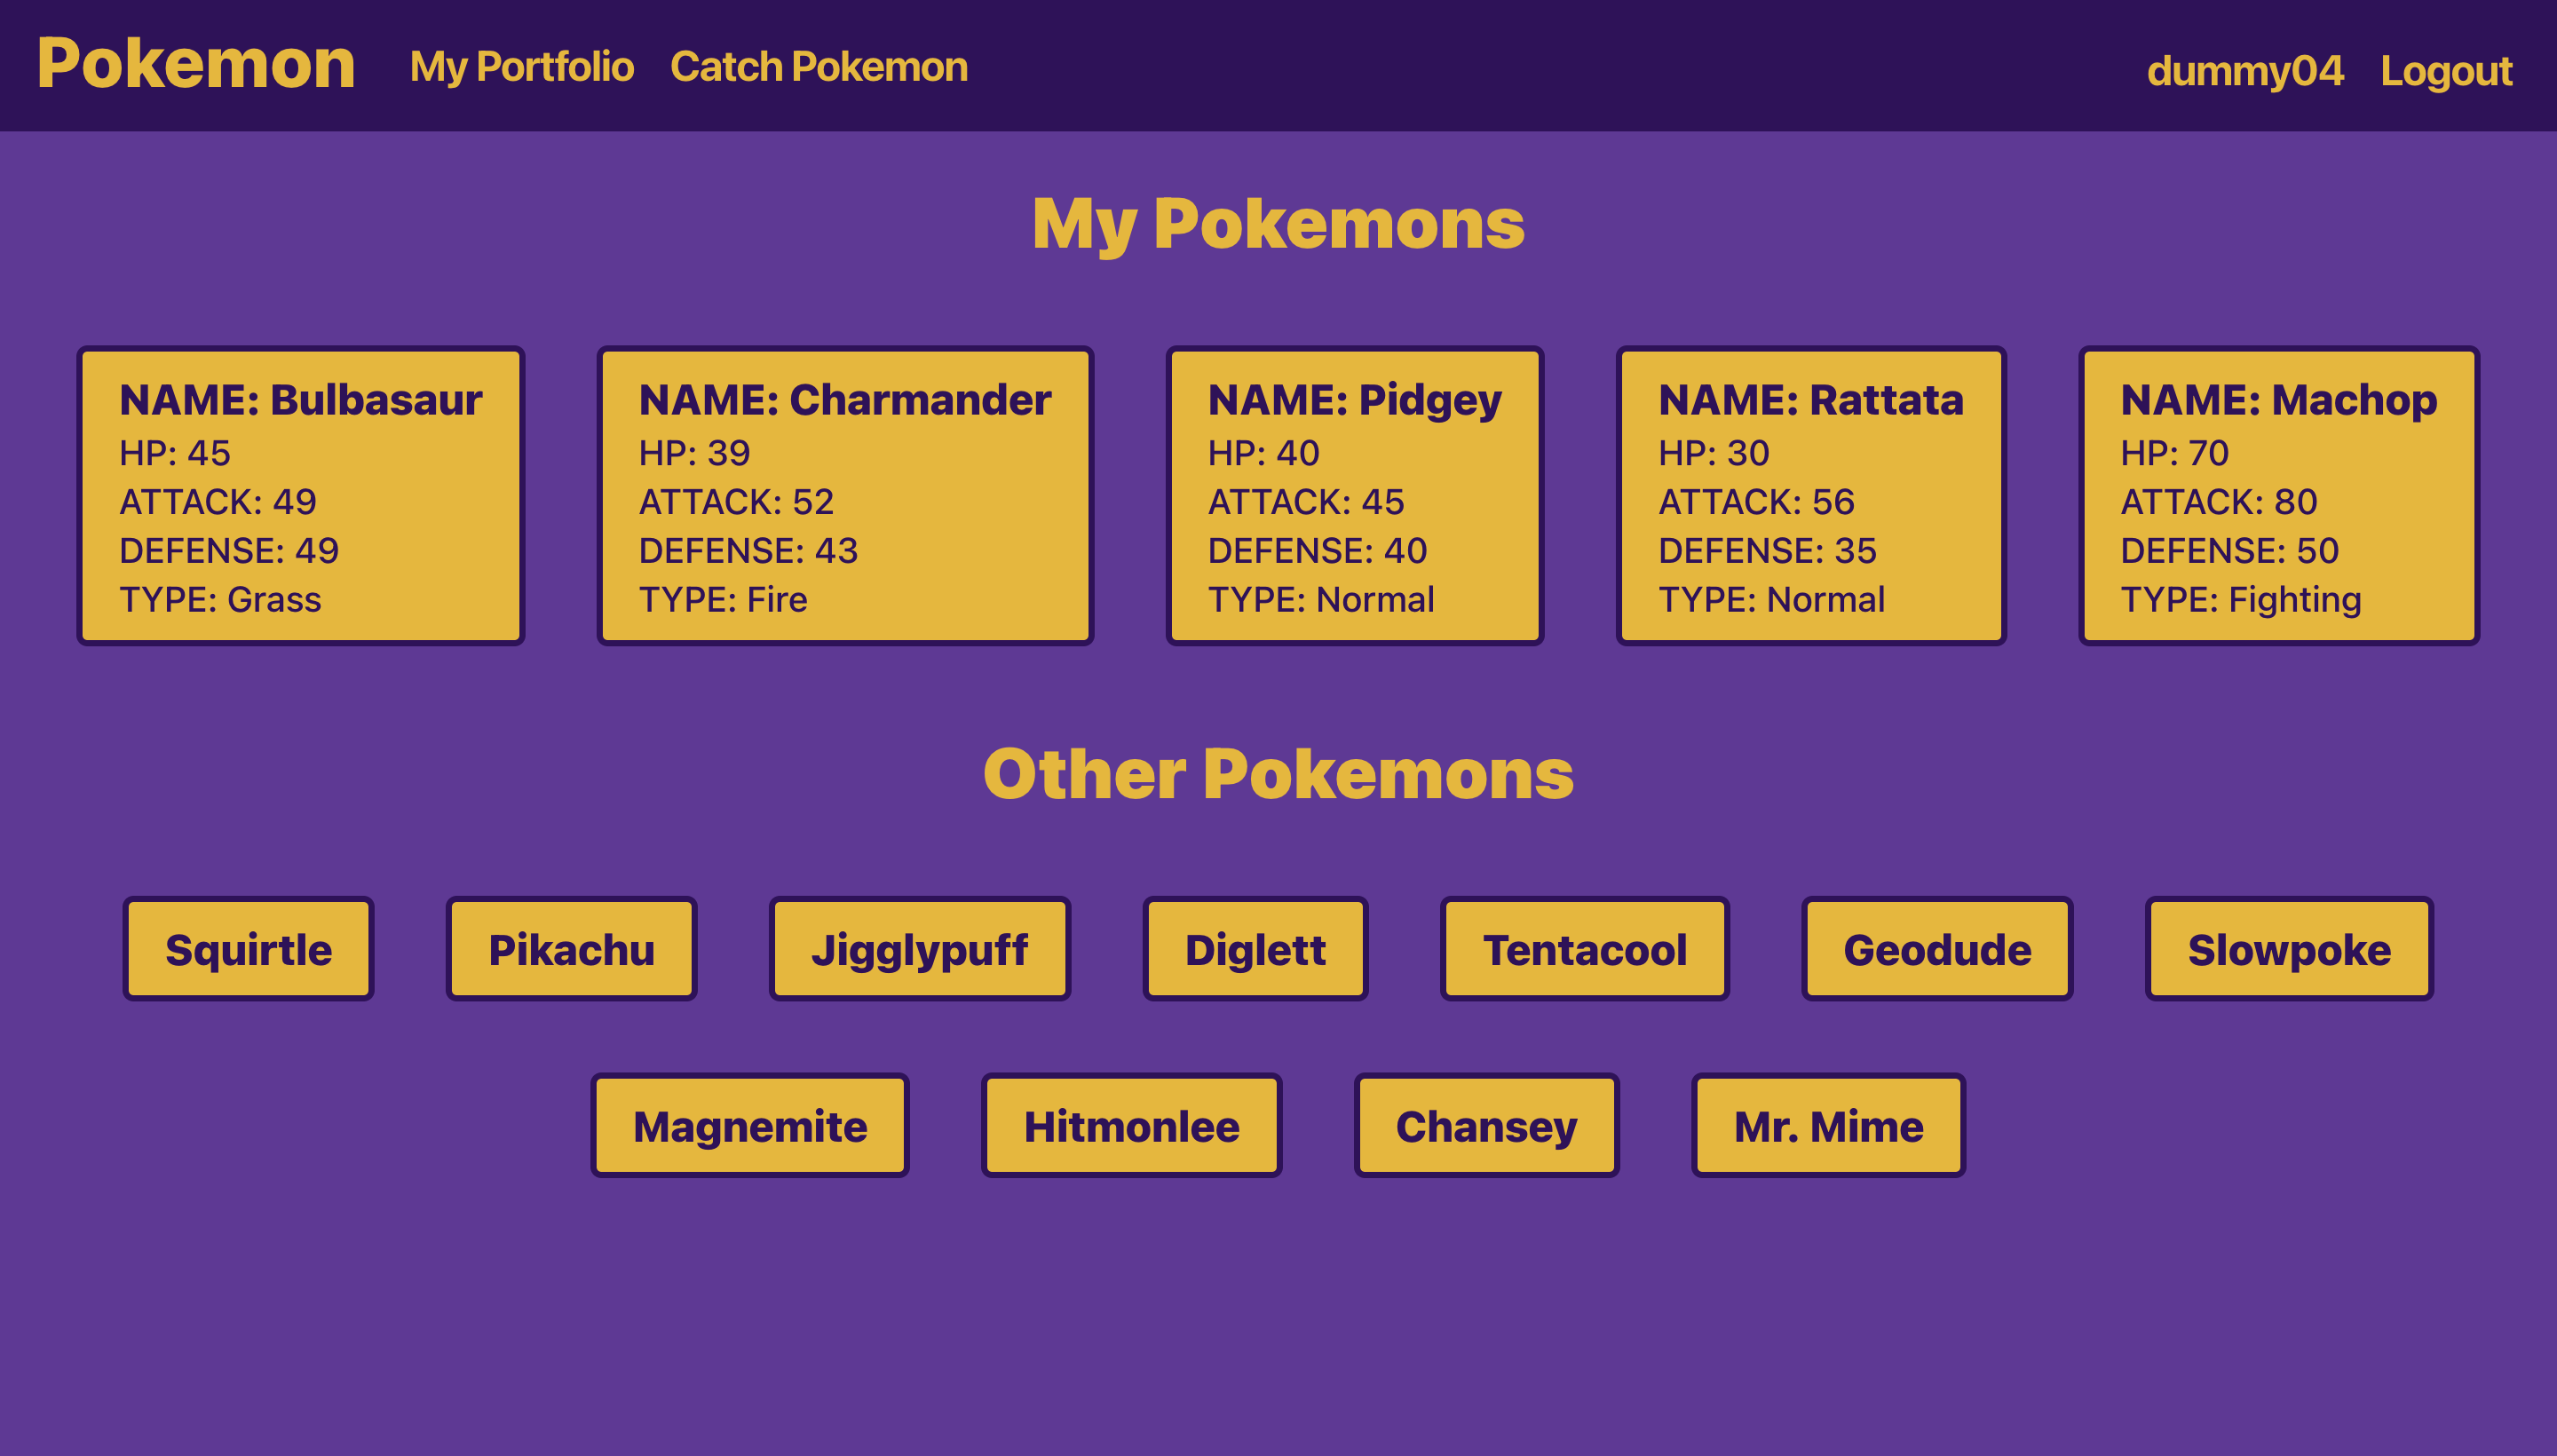 Pokemon My Portfolio Catch Pokemon dummy04 Logout
My Pokemons
NAME: Bulbasaur
HP: 45
ATTACK: 49
DEFENSE: 49
TYPE: Grass
NAME: Charmander
HP: 39
ATTACK: 52
DEFENSE: 43
TYPE: Fire
NAME: Pidgey
HP: 40
ATTACK: 45
DEFENSE: 40
TYPE: Normal
NAME: Rattata
HP: 30
ATTACK: 56
DEFENSE: 35
TYPE: Normal
NAME: Machop
HP: 70
ATTACK: 80
DEFENSE: 50
TYPE: Fighting
Other Pokemons
Squirtle Pikachu Jigglypuff Diglett Tentacool Geodude Slowpoke
Magnemite Hitmonlee Chansey Mr. Mime